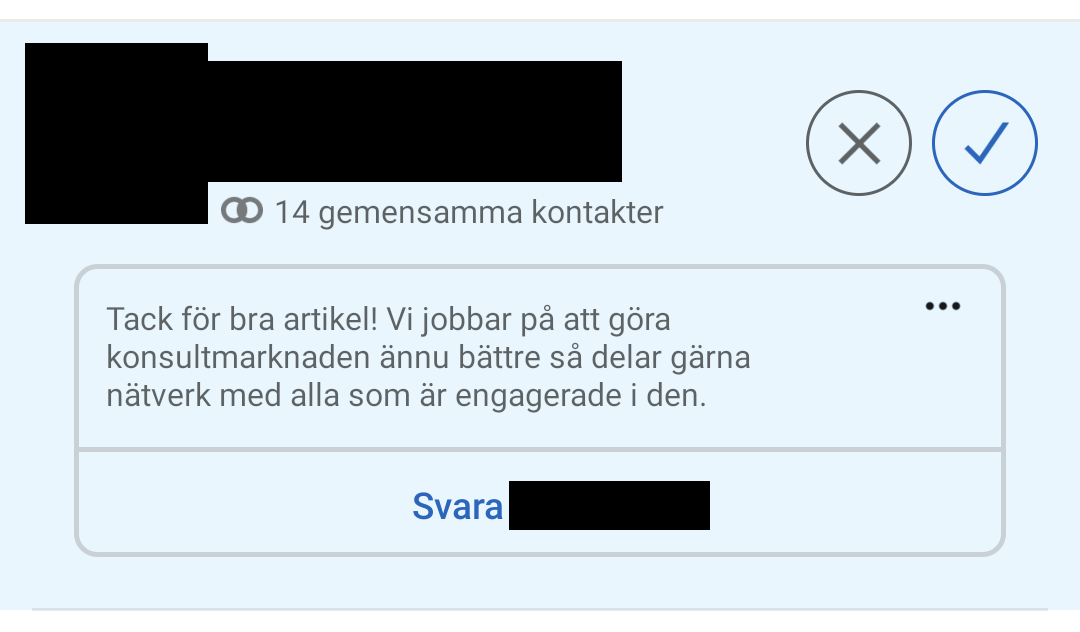 14 gemensamma kontakter
Tack för bra artikel! Vi jobbar på att göra
konsultmarknaden ännu bättre så delar gärna
nätverk med alla som är engagerade i den.
Svara